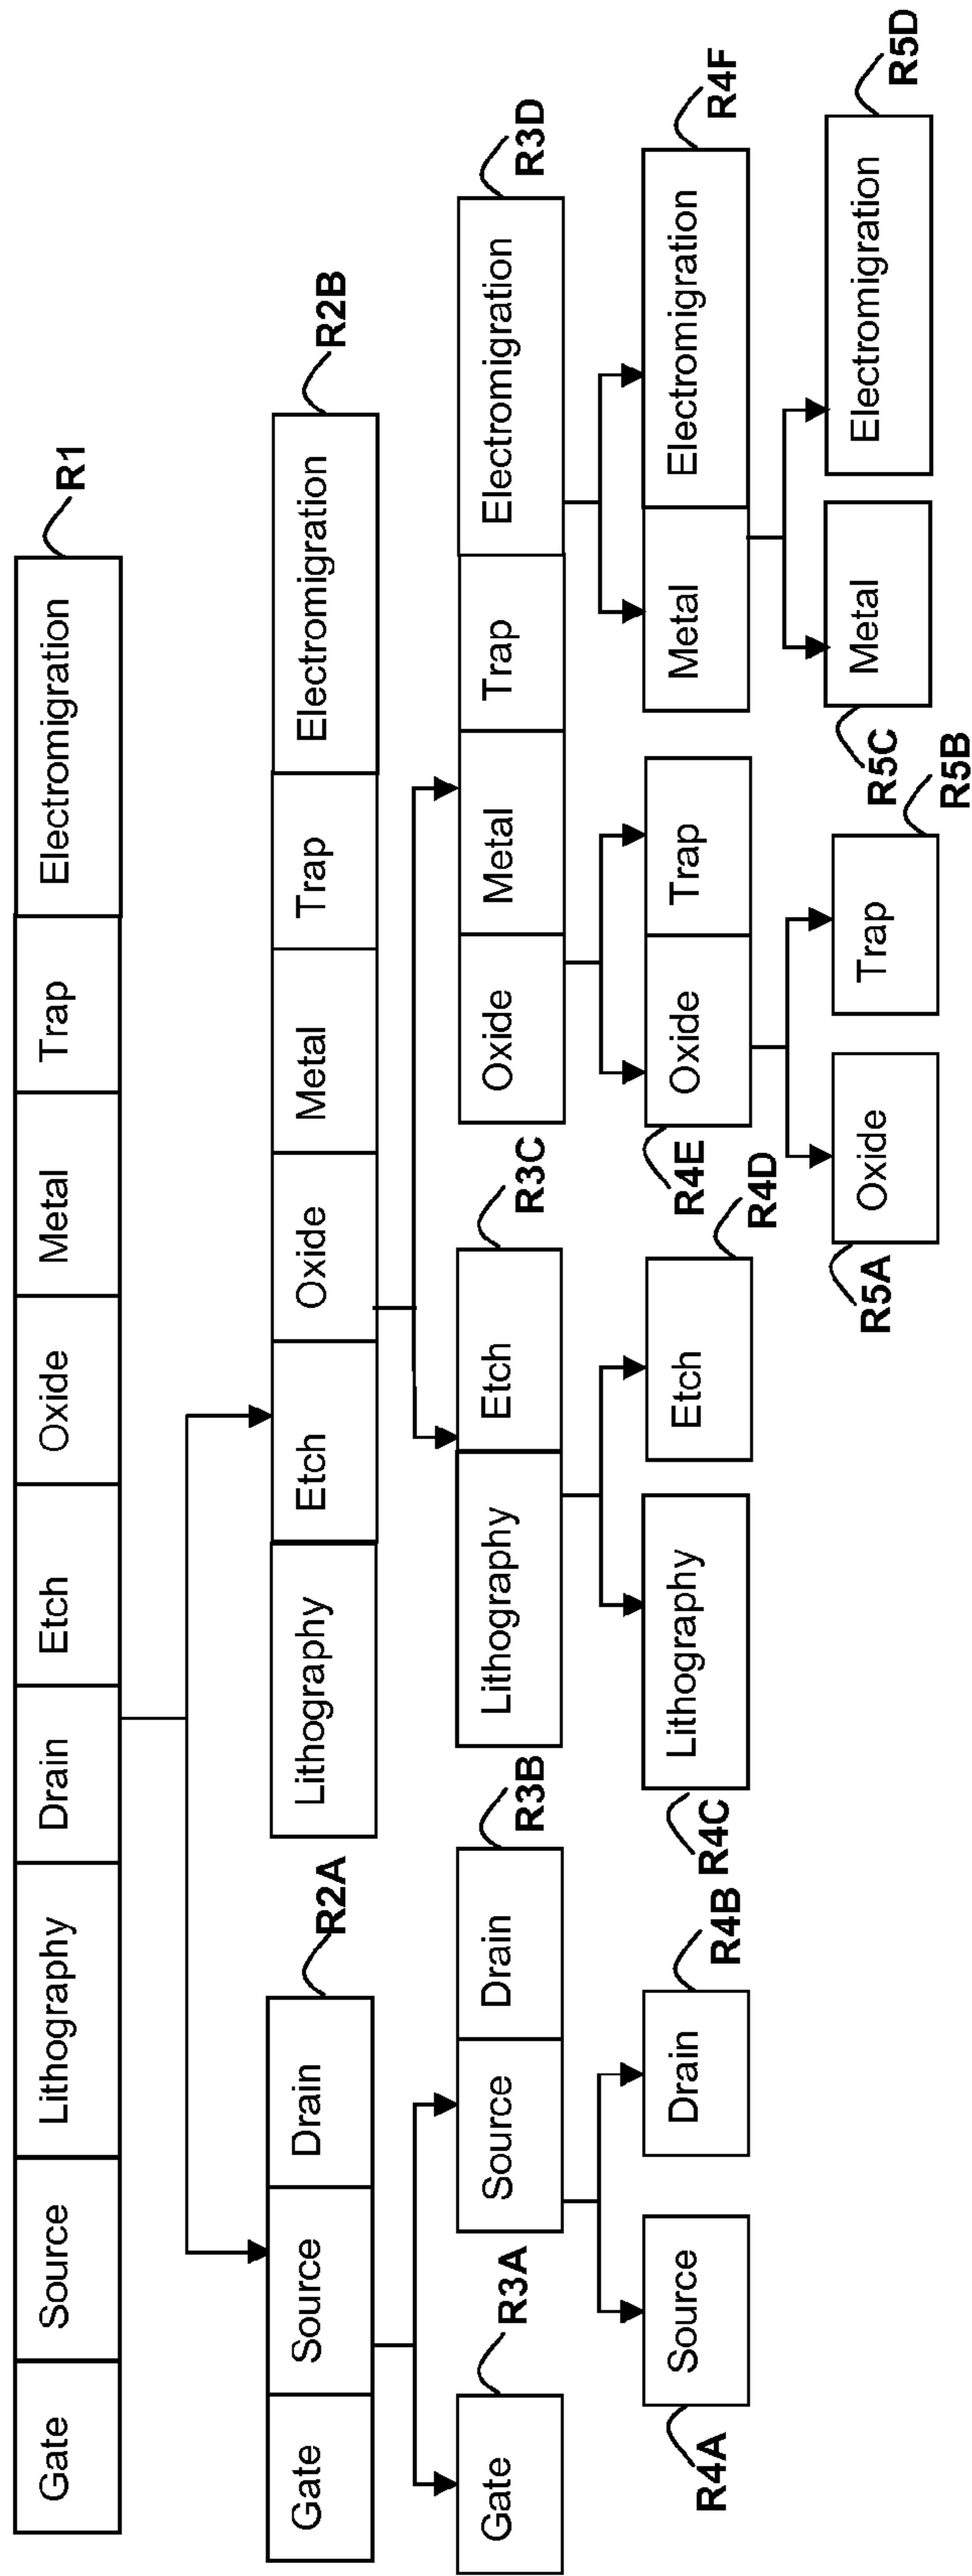 Gate Source Lithography Drain Etch Oxide Metal Trap Electromigration R1
Gate Source Drain R2A
Lithography Etch Oxide Metal Trap Electromigration R2B
Gate R3A
Source Drain R3B
Lithography Etch R3C
Oxide Metal Trap Electromigration R3D
R4A Source
Drain R4B
R4C Lithography
Etch R4D
R4E Oxide Trap
Metal Electromigration R4F
R5A Oxide
Trap R5B
R5C Metal
Electromigration R5D